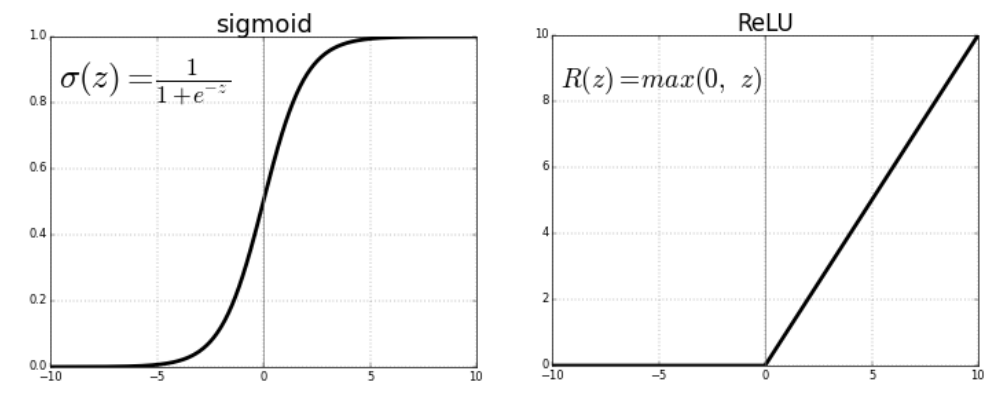 sigmoid
σ(z) = 1/(1+e^{-z})
1.0
0.8
0.6
0.4
0.2
0.0
−10 −5 0 5 10
ReLU
R(z) = max(0, z)
10
8
6
4
2
0
−10 −5 0 5 10